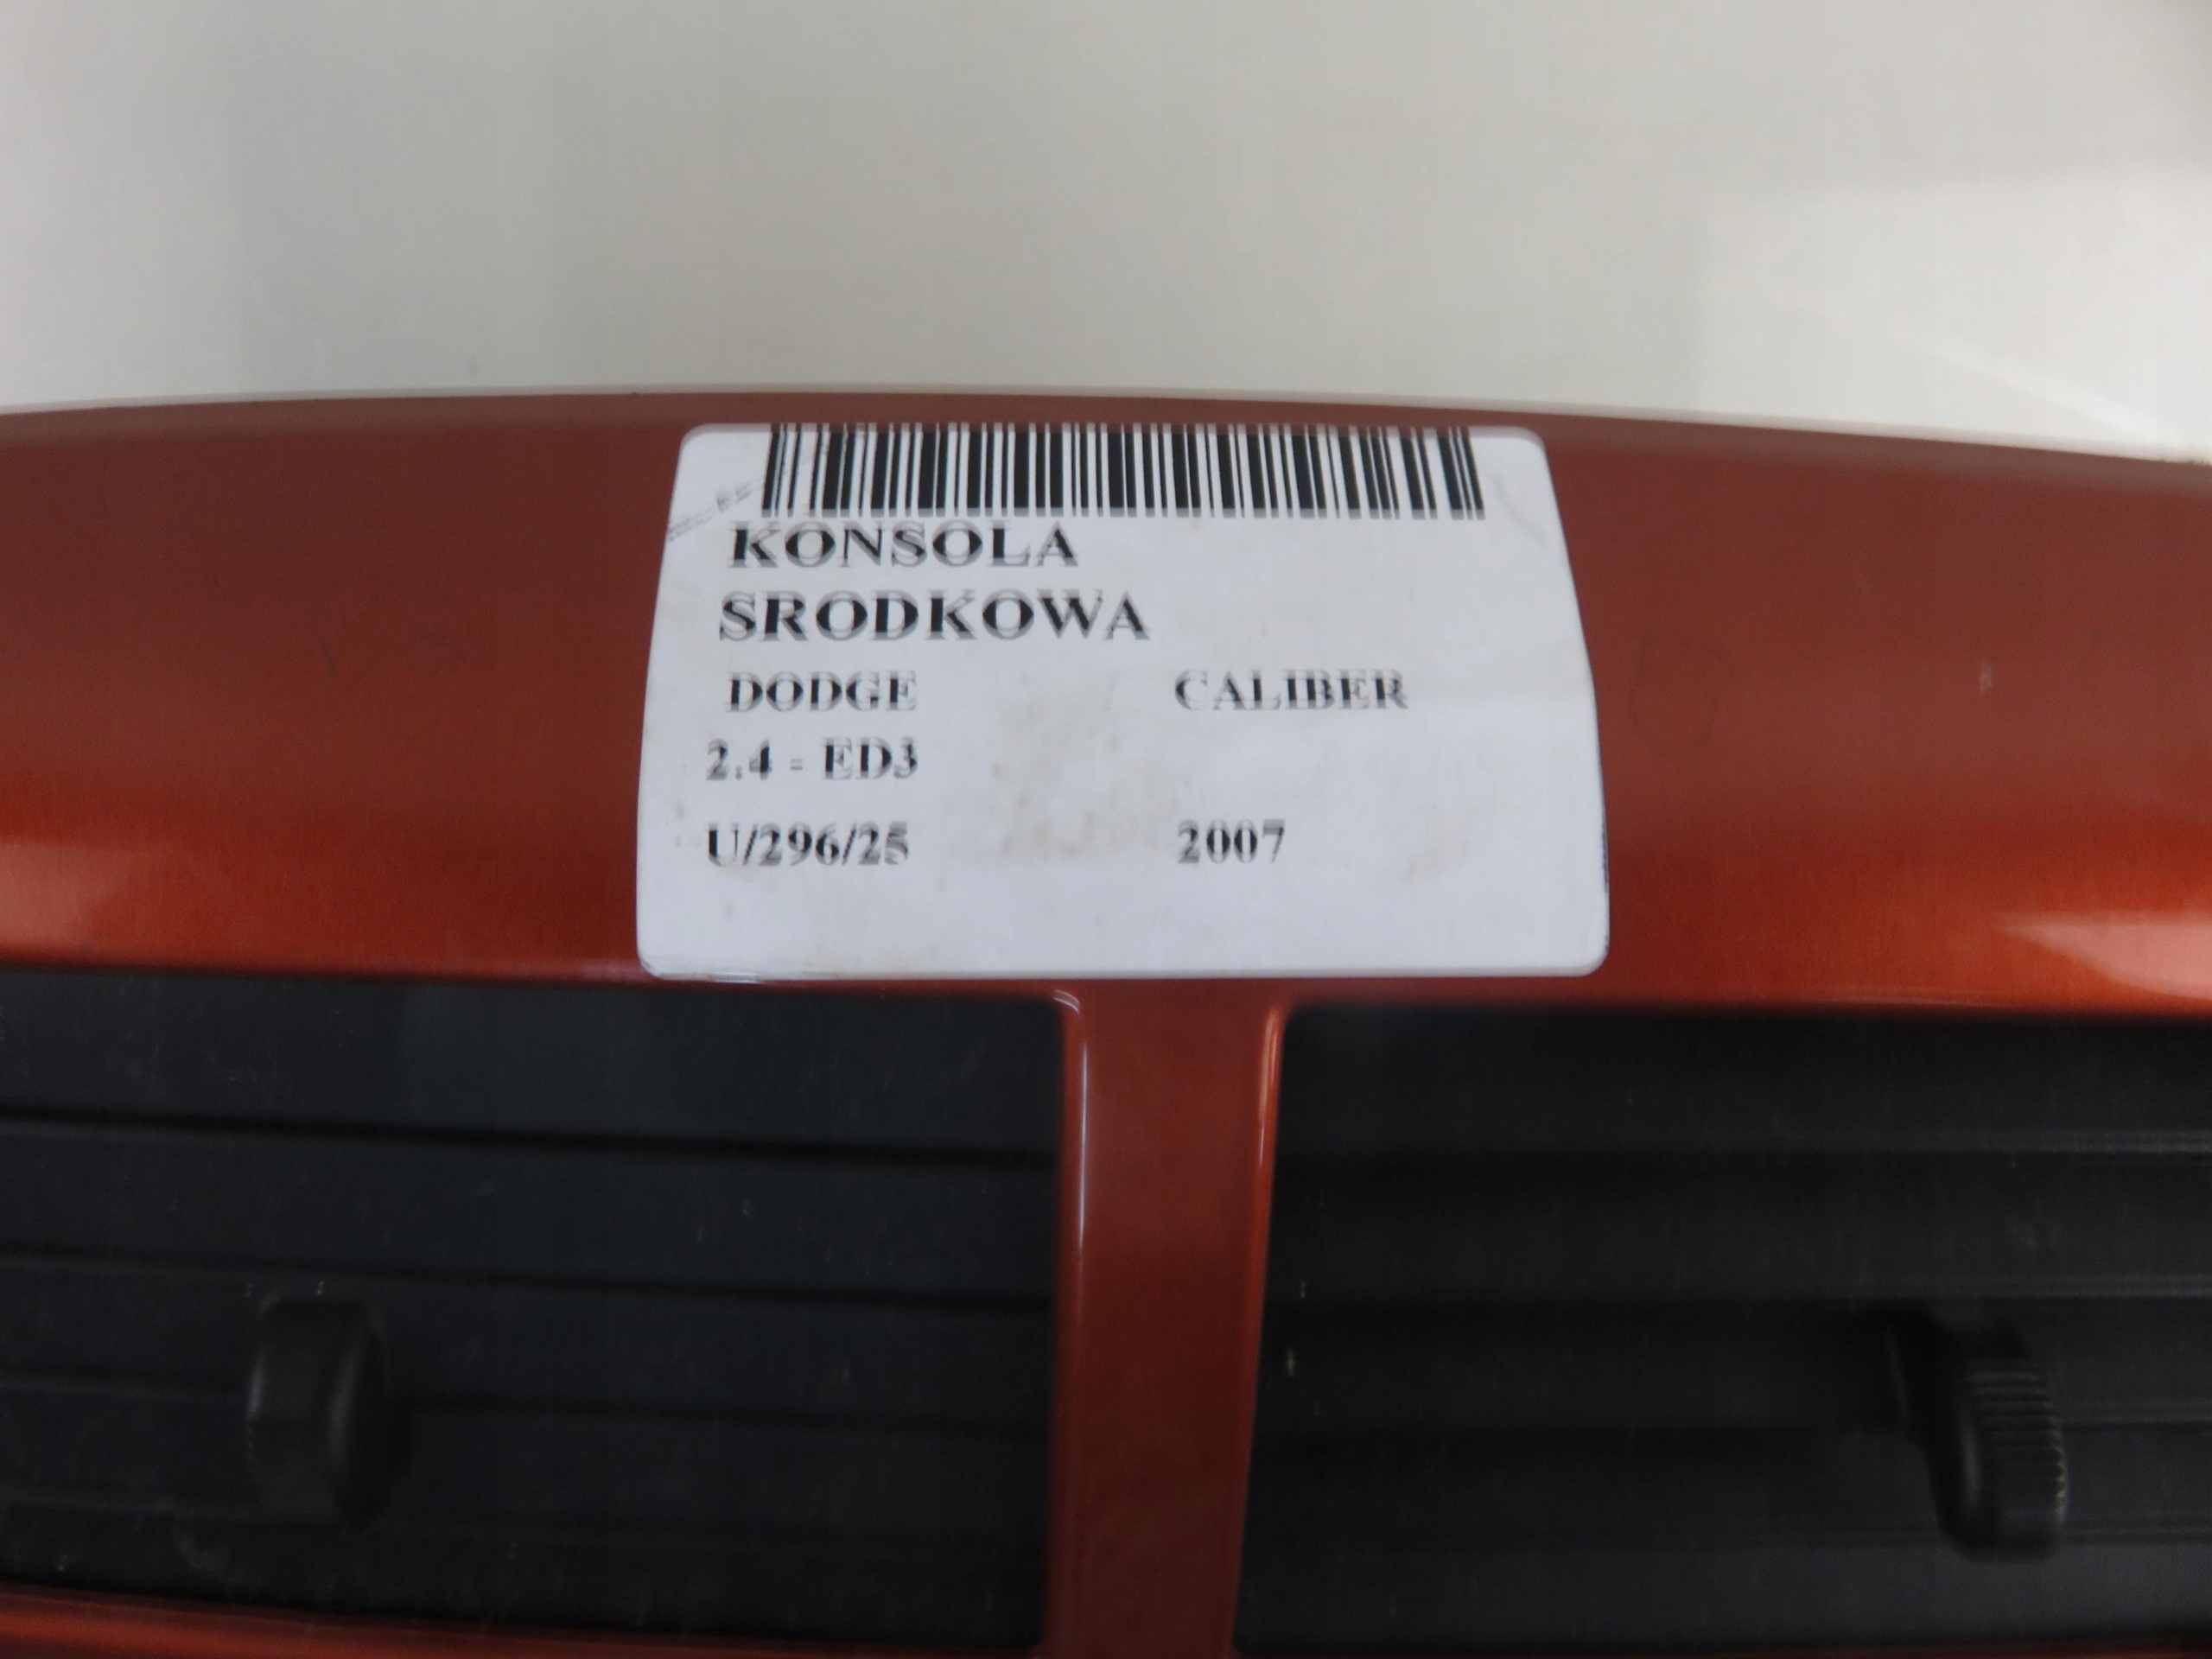 KONSOLA
SRODKOWA
DODGE CALIBER
2.4 - ED3
U/296/25 2007